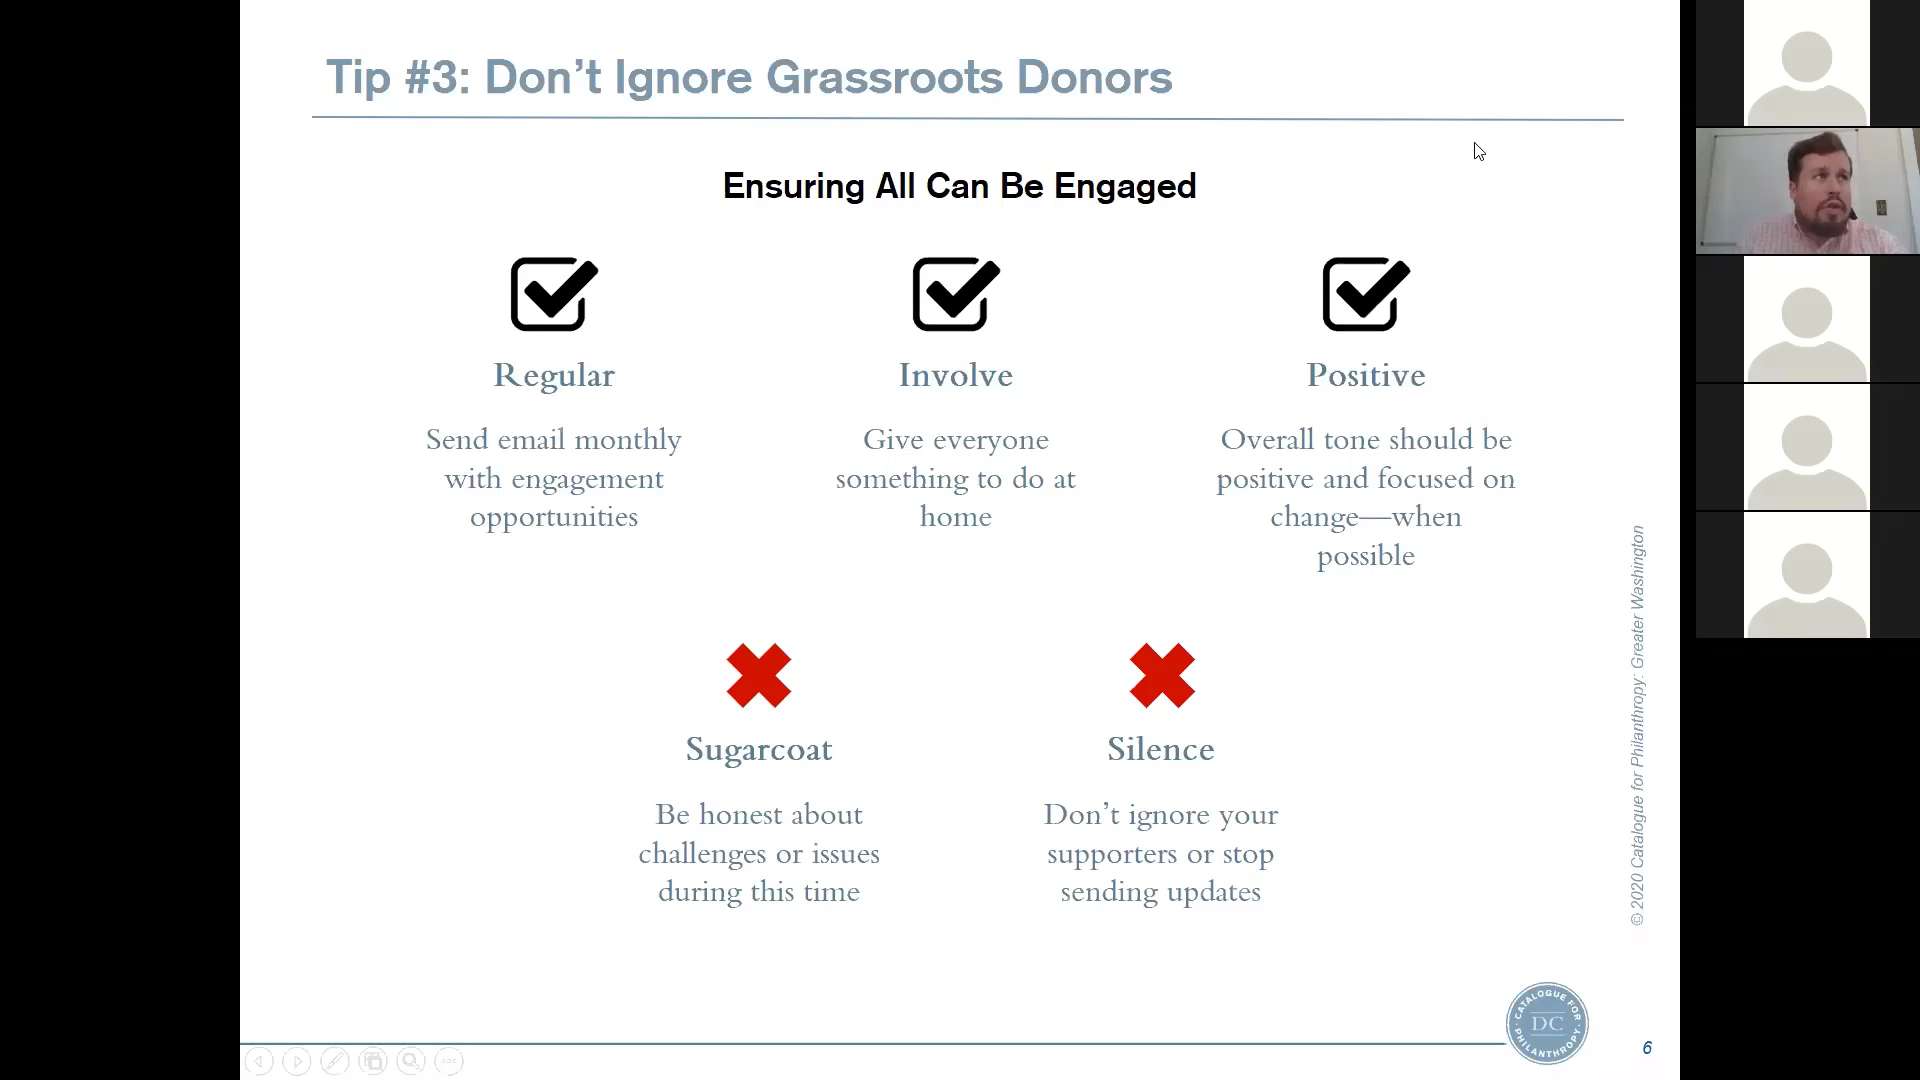 Tip #3: Don’t Ignore Grassroots Donors
Ensuring All Can Be Engaged
Regular
Send email monthly
with engagement
opportunities
Involve
Give everyone
something to do at
home
Positive
Overall tone should be
positive and focused on
change—when
possible
Sugarcoat
Be honest about
challenges or issues
during this time
Silence
Don’t ignore your
supporters or stop
sending updates
© 2020 Catalogue for Philanthropy: Greater Washington
CATALOGUE FOR
DC
PHILANTHROPY
6